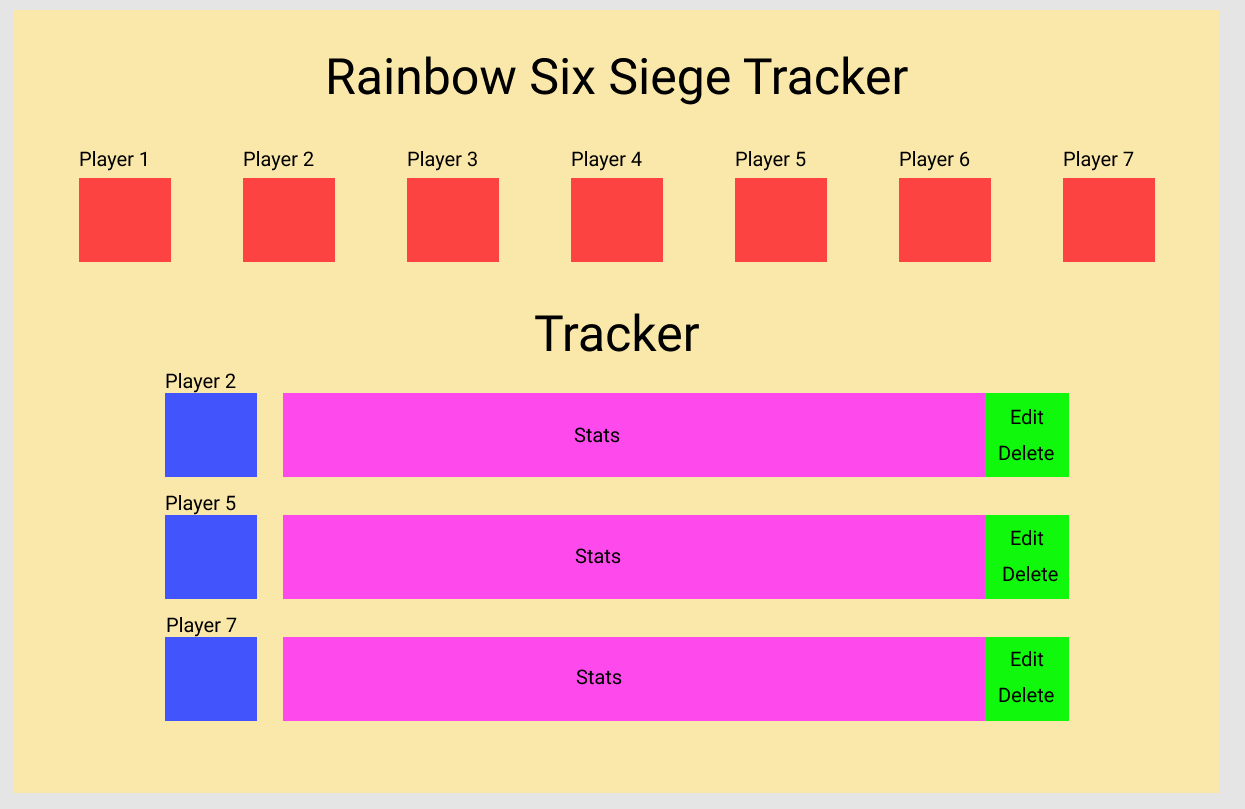 Rainbow Six Siege Tracker
Player 1 Player 2 Player 3 Player 4 Player 5 Player 6 Player 7
Tracker
Player 2
Stats
Edit
Delete
Player 5
Stats
Edit
Delete
Player 7
Stats
Edit
Delete